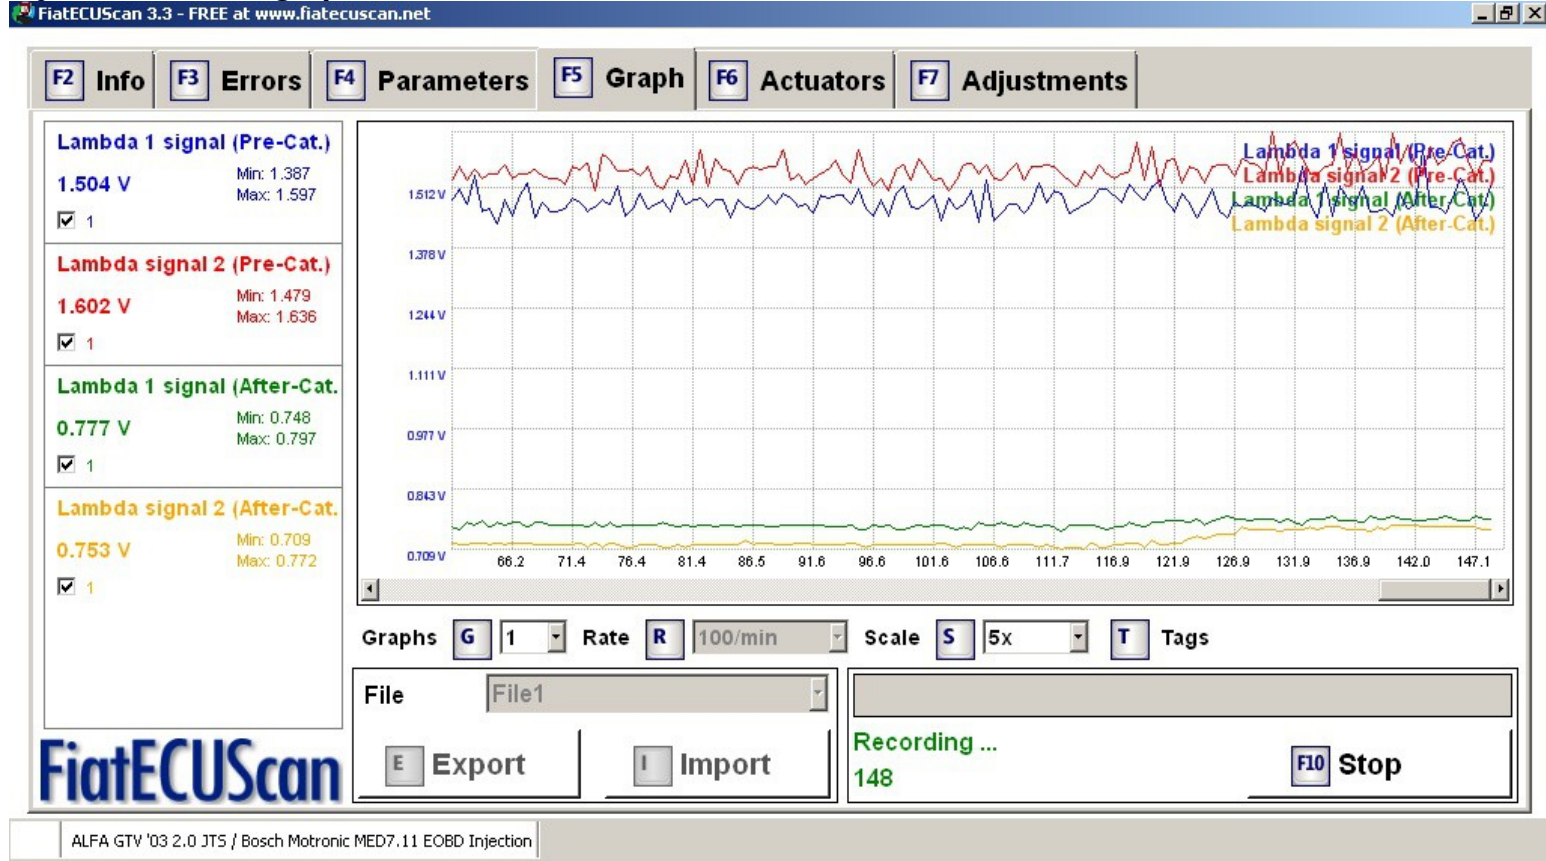 FiatECUScan 3.3 - FREE at www.fiatecuscan.net
F2 Info F3 Errors F4 Parameters F5 Graph F6 Actuators F7 Adjustments
Lambda 1 signal (Pre-Cat.)
1.504 V
Min: 1.387
Max: 1.597
1
Lambda signal 2 (Pre-Cat.)
1.602 V
Min: 1.479
Max: 1.636
1
Lambda 1 signal (After-Cat.
0.777 V
Min: 0.748
Max: 0.797
1
Lambda signal 2 (After-Cat.
0.753 V
Min: 0.709
Max: 0.772
1
FiatECUScan
Lambda 1 signal (Pre-Cat.)
Lambda signal 2 (Pre-Cat.)
Lambda 1 signal (After-Cat.)
Lambda signal 2 (After-Cat.)
1.512 V
1.378 V
1.244 V
1.111 V
0.977 V
0.843 V
0.709 V
66.2 71.4 76.4 81.4 86.5 91.6 96.6 101.6 106.6 111.7 116.9 121.9 126.9 131.9 136.9 142.0 147.1
Graphs G 1 Rate R 100/min Scale S 5x T Tags
File File1
E Export I Import
Recording ...
148
F10 Stop
ALFA GTV '03 2.0 JTS / Bosch Motronic MED7.11 EOBD Injection